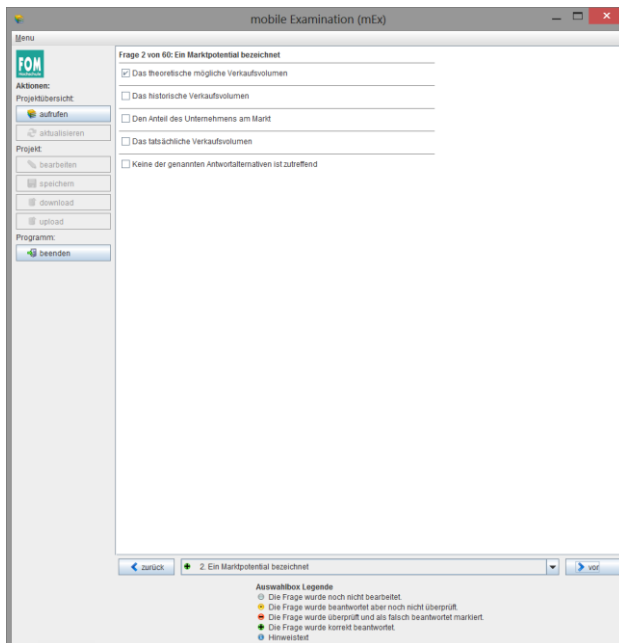 mobile Examination (mEx)
Menu
FOM
Hochschule
Aktionen:
Projektübersicht:
aufrufen
aktualisieren
Projekt:
bearbeiten
speichern
download
upload
Programm:
beenden
Frage 2 von 60: Ein Marktpotential bezeichnet
Das theoretische mögliche Verkaufsvolumen
Das historische Verkaufsvolumen
Den Anteil des Unternehmens am Markt
Das tatsächliche Verkaufsvolumen
Keine der genannten Antwortalternativen ist zutreffend
zurück
2. Ein Marktpotential bezeichnet
vor
Auswahlbox Legende
Die Frage wurde noch nicht bearbeitet.
Die Frage wurde beantwortet aber noch nicht überprüft.
Die Frage wurde überprüft und als falsch beantwortet markiert.
Die Frage wurde korrekt beantwortet.
Hinweistext